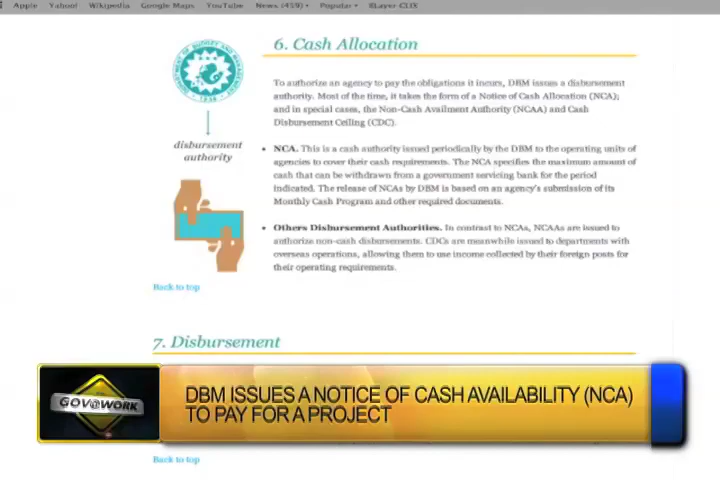 Apple Yahoo! Wikipedia Google Maps YouTube News (459) Popular iLayer CLIX
6. Cash Allocation
DEPARTMENT OF BUDGET AND MANAGEMENT
1936
To authorize an agency to pay the obligations it incurs, DBM issues a disbursement
authority. Most of the time, it takes the form of a Notice of Cash Allocation (NCA);
and in special cases, the Non-Cash Availment Authority (NCAA) and Cash
Disbursement Ceiling (CDC).
disbursement
authority
• NCA. This is a cash authority issued periodically by the DBM to the operating units of
agencies to cover their cash requirements. The NCA specifies the maximum amount of
cash that can be withdrawn from a government servicing bank for the period
indicated. The release of NCAs by DBM is based on an agency's submission of its
Monthly Cash Program and other required documents.
• Others Disbursement Authorities. In contrast to NCAs, NCAAs are issued to
authorize non-cash disbursements. CDCs are meanwhile issued to departments with
overseas operations, allowing them to use income collected by their foreign posts for
their operating requirements.
Back to top
7. Disbursement
GOV@WORK
DBM ISSUES A NOTICE OF CASH AVAILABILITY (NCA)
TO PAY FOR A PROJECT
Back to top